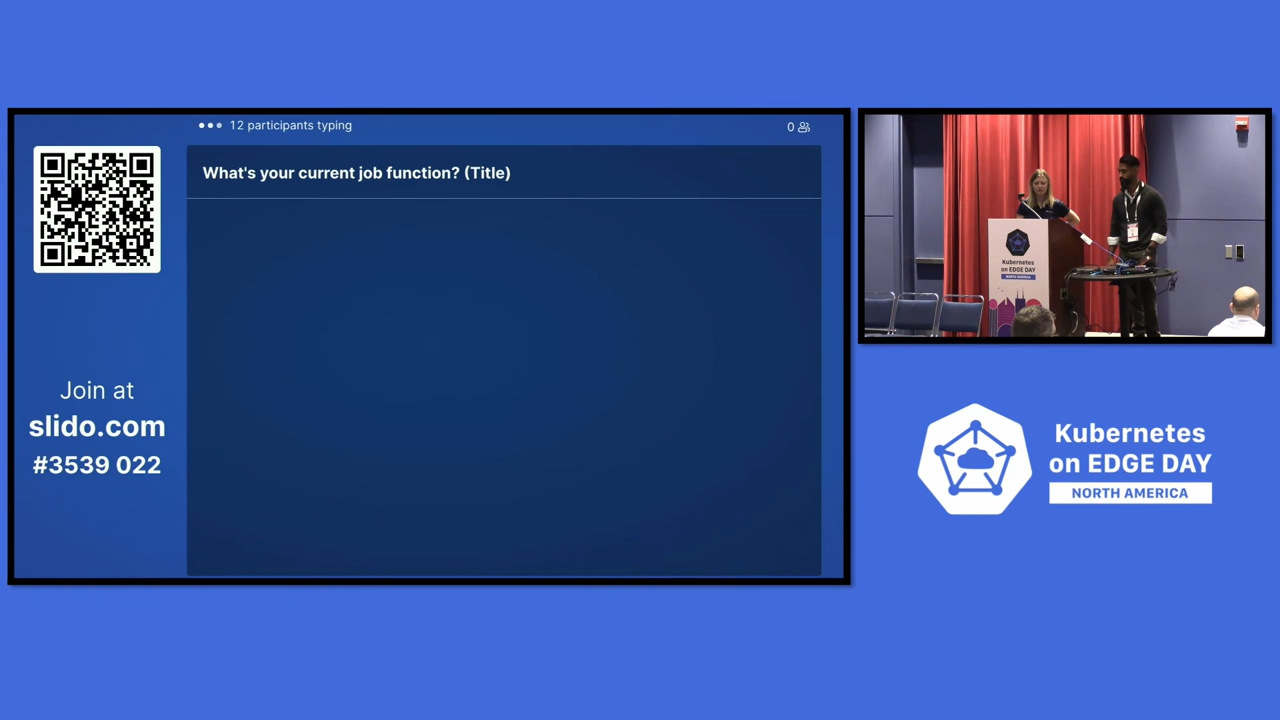 12 participants typing
0
What's your current job function? (Title)
Join at
slido.com
#3539 022
Kubernetes
on EDGE DAY
NORTH AMERICA
Kubernetes
on EDGE DAY
NORTH AMERICA